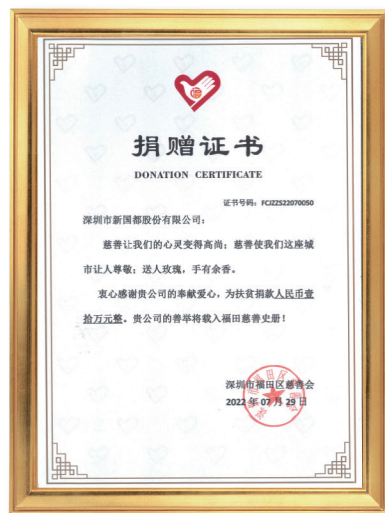 捐赠证书
DONATION CERTIFICATE
证书号码：FCJZZS22070050
深圳市新国都股份有限公司：
慈善让我们的心灵变得高尚；慈善使我们这座城
市让人尊敬；送人玫瑰，手有余香。
衷心感谢贵公司的奉献爱心，为扶贫捐款人民币壹
拾万元整。贵公司的善举将载入福田慈善史册！
深圳市福田区慈善会
2022 年 07 月 29 日